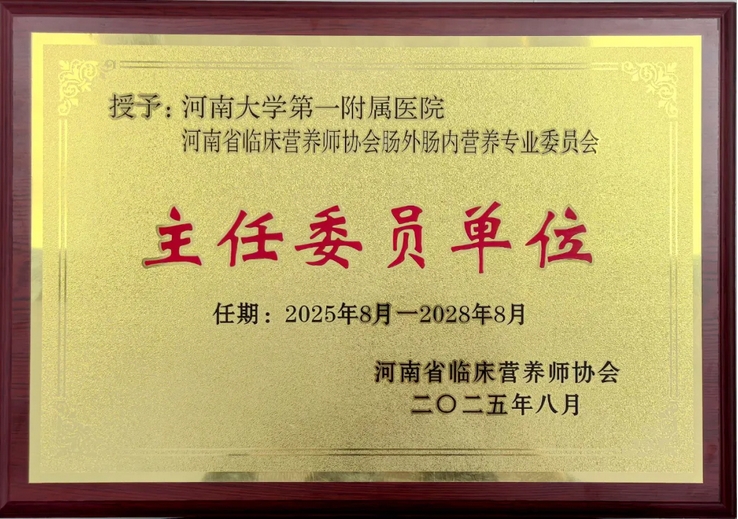 授予：河南大学第一附属医院
河南省临床营养师协会肠外肠内营养专业委员会
主任委员单位
任期：2025年8月—2028年8月
河南省临床营养师协会
二〇二五年八月